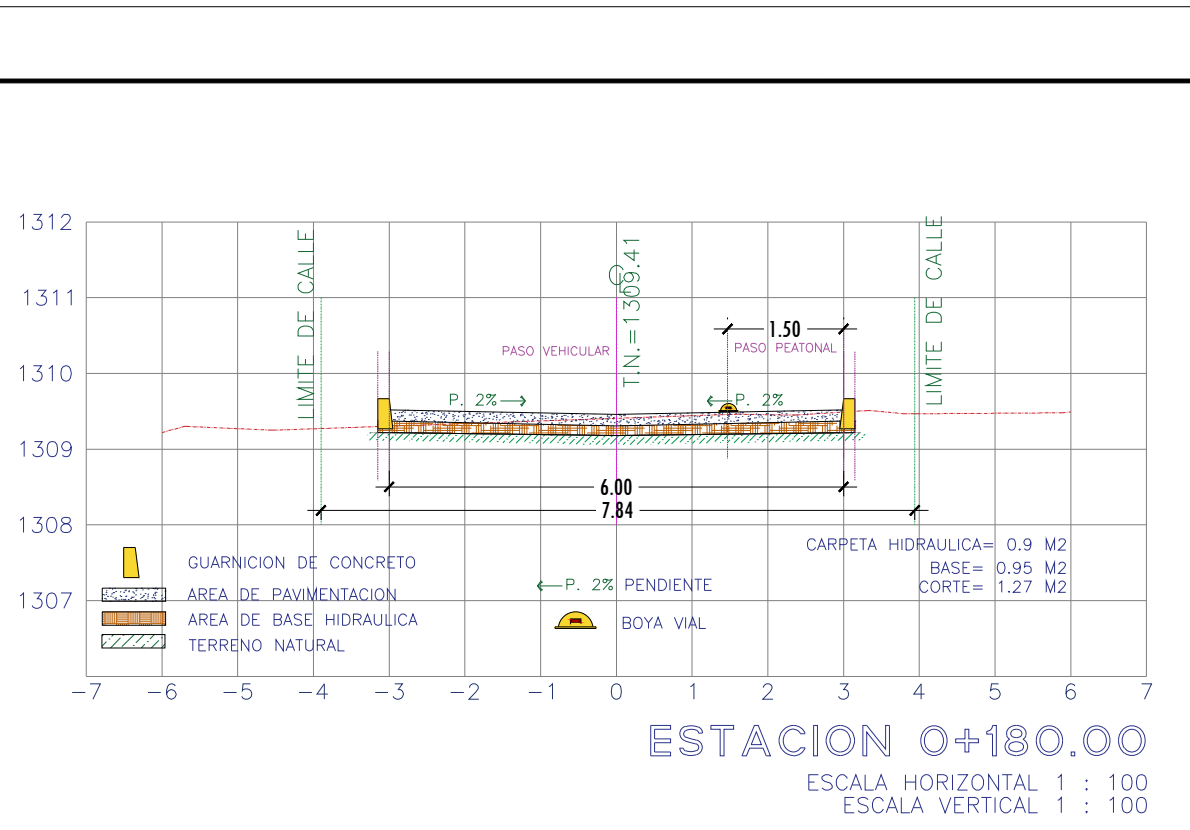 1312
1311
1310
1309
1308
1307
LIMITE DE CALLE
T.N.=1309.41
LIMITE DE CALLE
1.50
PASO VEHICULAR
PASO PEATONAL
P. 2%
P. 2%
6.00
7.84
CARPETA HIDRAULICA= 0.9 M2
BASE= 0.95 M2
CORTE= 1.27 M2
GUARNICION DE CONCRETO
AREA DE PAVIMENTACION
AREA DE BASE HIDRAULICA
TERRENO NATURAL
P. 2% PENDIENTE
BOYA VIAL
-7 -6 -5 -4 -3 -2 -1 0 1 2 3 4 5 6 7
ESTACION 0+180.00
ESCALA HORIZONTAL 1 : 100
ESCALA VERTICAL 1 : 100